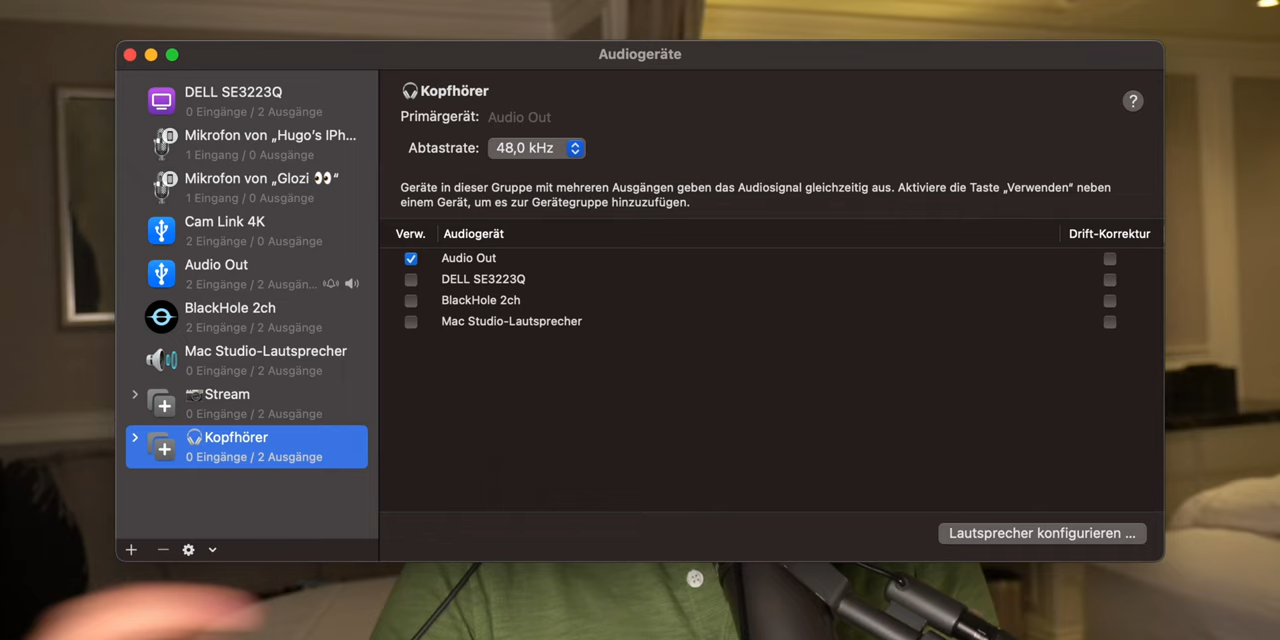 Audiogeräte
DELL SE3223Q
0 Eingänge / 2 Ausgänge
Mikrofon von „Hugo's IPh...
1 Eingang / 0 Ausgänge
Mikrofon von „Glozi 👀“
1 Eingang / 0 Ausgänge
Cam Link 4K
2 Eingänge / 0 Ausgänge
Audio Out
2 Eingänge / 2 Ausgän...
BlackHole 2ch
2 Eingänge / 2 Ausgänge
Mac Studio-Lautsprecher
0 Eingänge / 2 Ausgänge
📷Stream
0 Eingänge / 2 Ausgänge
🎧Kopfhörer
0 Eingänge / 2 Ausgänge
🎧Kopfhörer
?
Primärgerät: Audio Out
Abtastrate: 48,0 kHz
Geräte in dieser Gruppe mit mehreren Ausgängen geben das Audiosignal gleichzeitig aus. Aktiviere die Taste „Verwenden“ neben
einem Gerät, um es zur Gerätegruppe hinzuzufügen.
Verw. Audiogerät Drift-Korrektur
Audio Out
DELL SE3223Q
BlackHole 2ch
Mac Studio-Lautsprecher
Lautsprecher konfigurieren ...